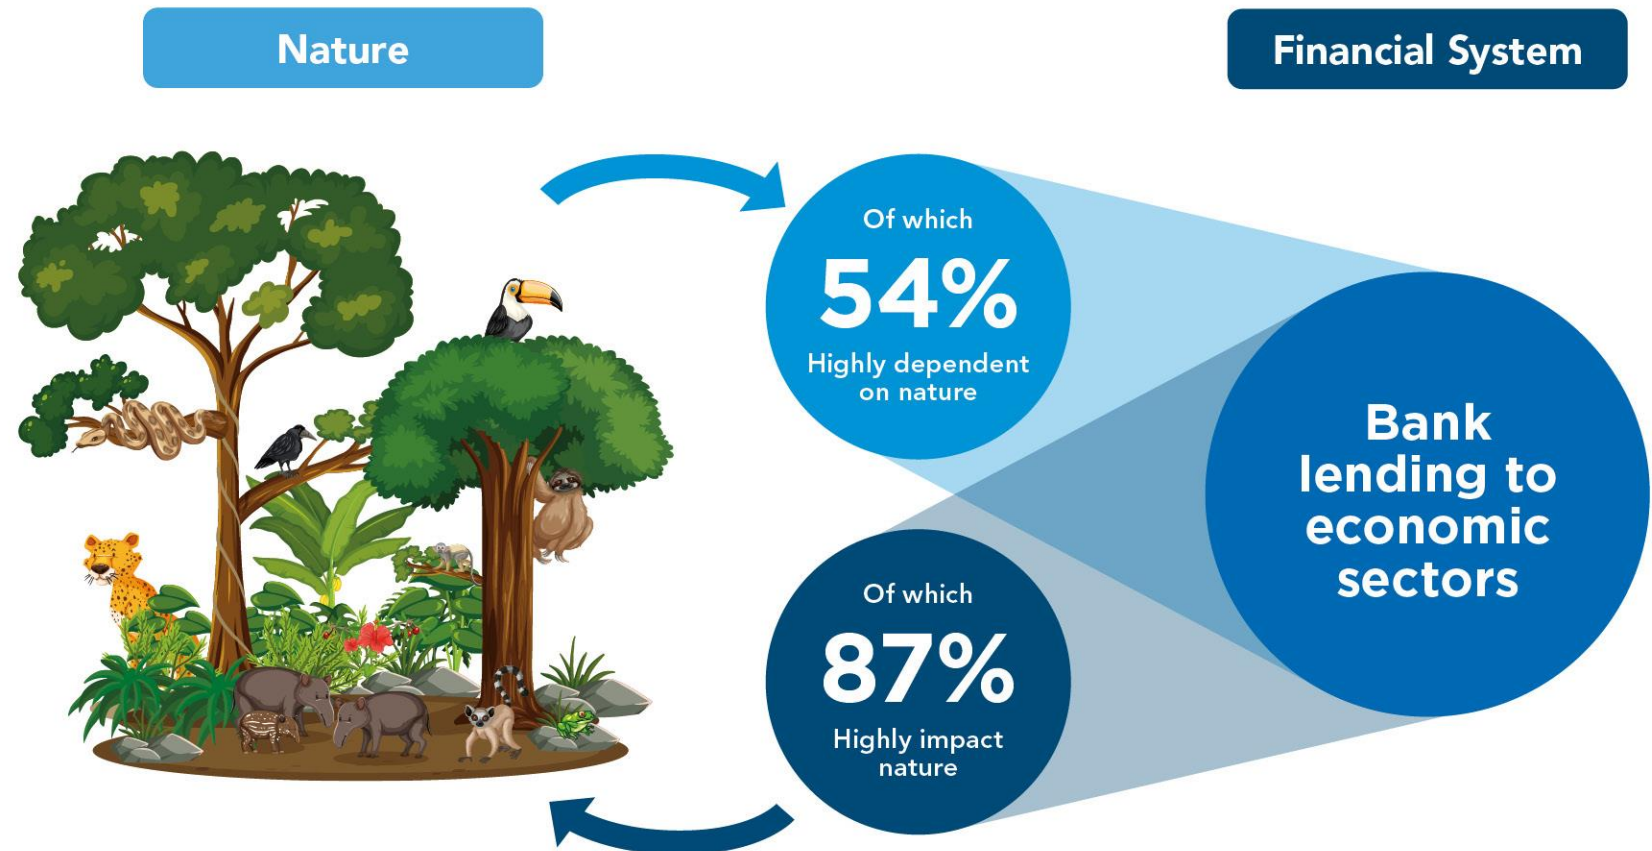 Nature
Financial System
Of which
54%
Highly dependent
on nature
Of which
87%
Highly impact
nature
Bank
lending to
economic
sectors